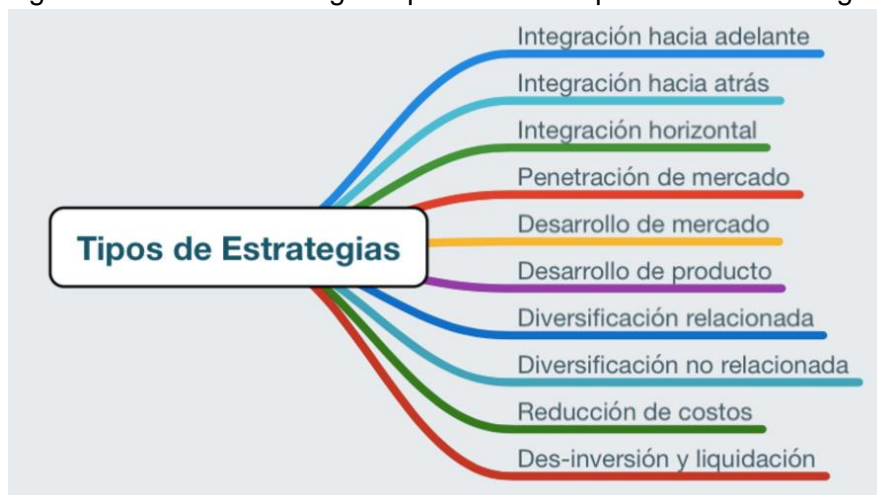 Tipos de Estrategias
Integración hacia adelante
Integración hacia atrás
Integración horizontal
Penetración de mercado
Desarrollo de mercado
Desarrollo de producto
Diversificación relacionada
Diversificación no relacionada
Reducción de costos
Des-inversión y liquidación